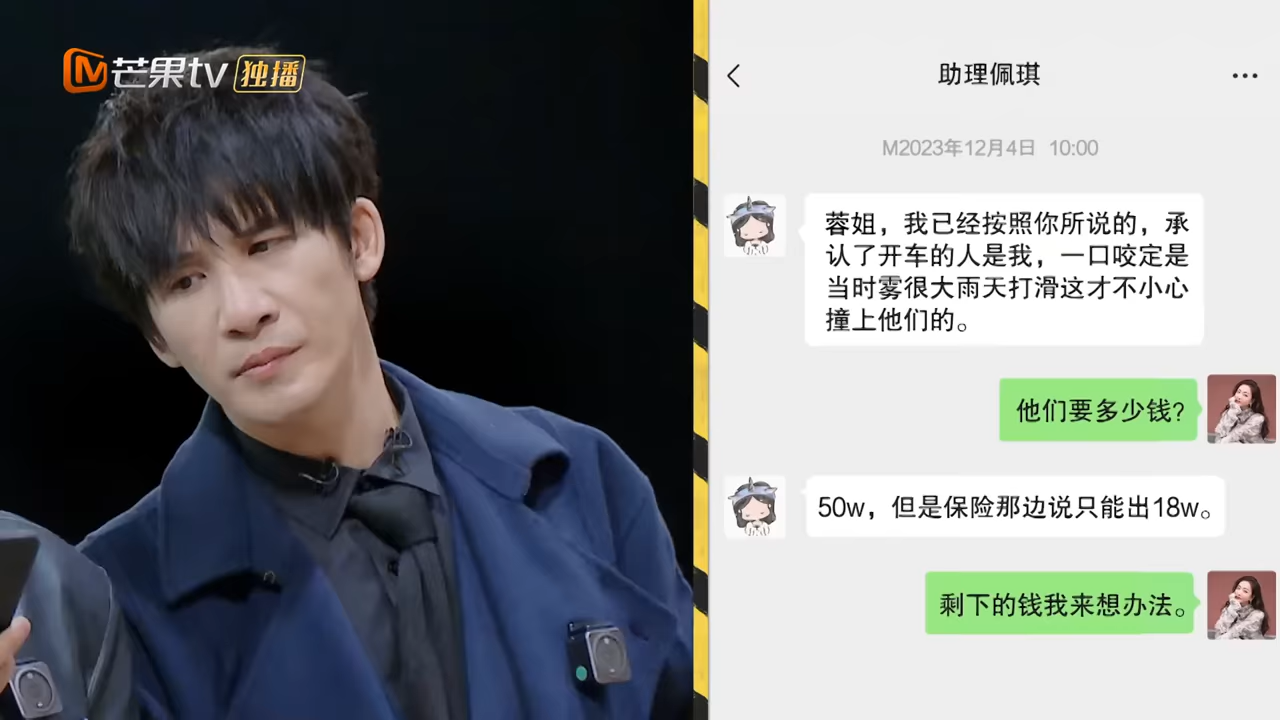 芒果tv 独播
助理佩琪
M2023年12月4日 10:00
蓉姐，我已经按照你所说的，承
认了开车的人是我，一口咬定是
当时雾很大雨天打滑这才不小心
撞上他们的。
他们要多少钱?
50w，但是保险那边说只能出18w。
剩下的钱我来想办法。